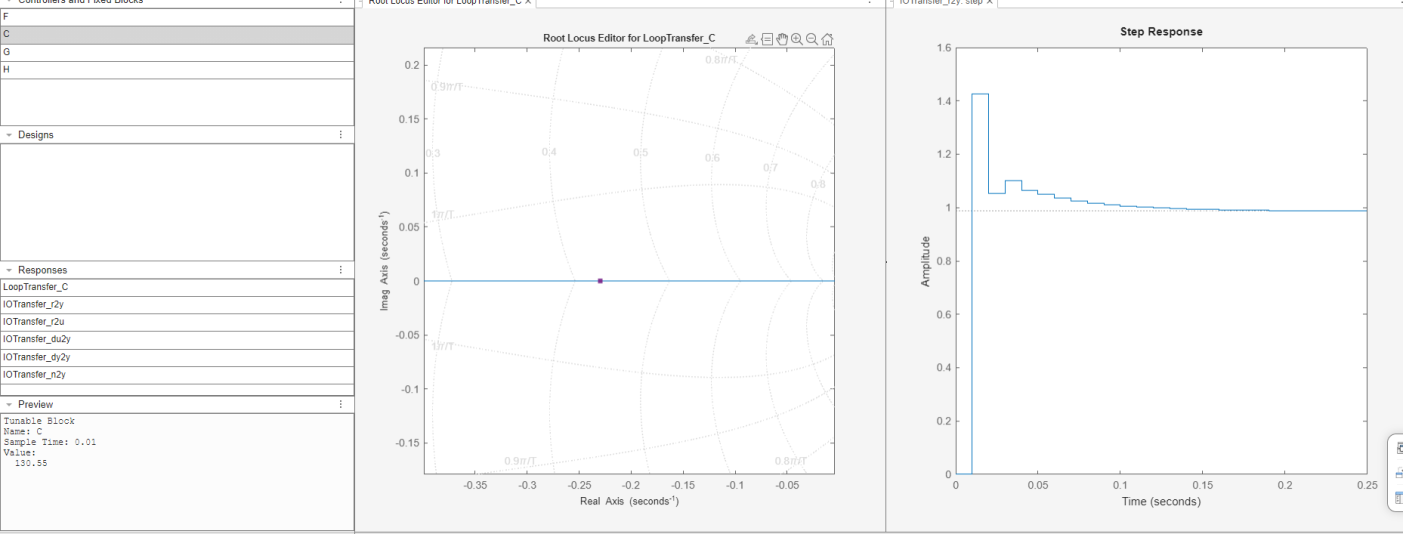 Controllers and Fixed Blocks
F
C
G
H
Designs
Responses
LoopTransfer_C
IOTransfer_r2y
IOTransfer_r2u
IOTransfer_du2y
IOTransfer_dy2y
IOTransfer_n2y
Preview
Tunable Block
Name: C
Sample Time: 0.01
Value:
130.55
Root Locus Editor for LoopTransfer_C ×
Root Locus Editor for LoopTransfer_C
0.2
0.15
0.1
0.05
0
-0.05
-0.1
-0.15
Imag Axis (seconds-1)
0.8π/T
0.9π/T
0.3
0.4
0.5
0.6
0.7
0.8
1π/T
1π/T
0.9π/T
0.8π/T
-0.35 -0.3 -0.25 -0.2 -0.15 -0.1 -0.05
Real Axis (seconds-1)
IOTransfer_r2y: step ×
Step Response
1.6
1.4
1.2
1
0.8
0.6
0.4
0.2
0
Amplitude
0 0.05 0.1 0.15 0.2 0.25
Time (seconds)